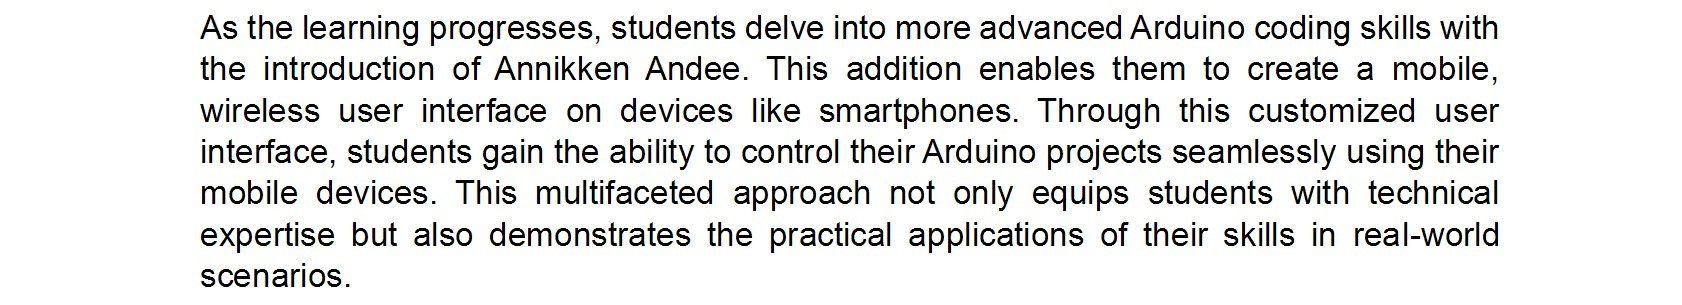 As the learning progresses, students delve into more advanced Arduino coding skills with
the introduction of Annikken Andee. This addition enables them to create a mobile,
wireless user interface on devices like smartphones. Through this customized user
interface, students gain the ability to control their Arduino projects seamlessly using their
mobile devices. This multifaceted approach not only equips students with technical
expertise but also demonstrates the practical applications of their skills in real-world
scenarios.